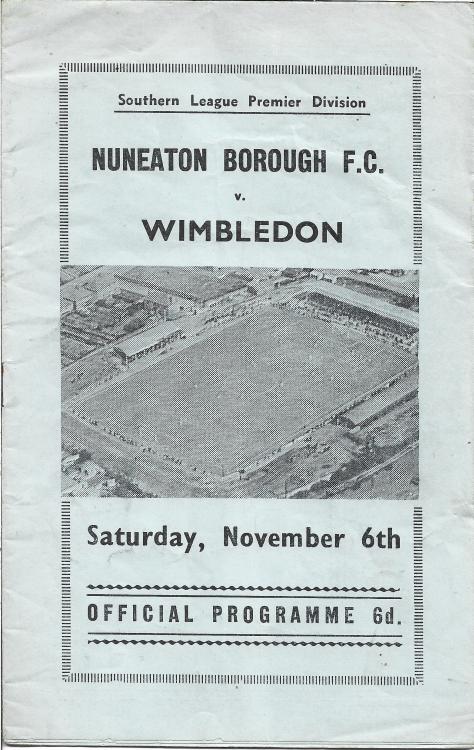 Southern League Premier Division
NUNEATON BOROUGH F.C.
v.
WIMBLEDON
Saturday, November 6th
OFFICIAL PROGRAMME 6d.